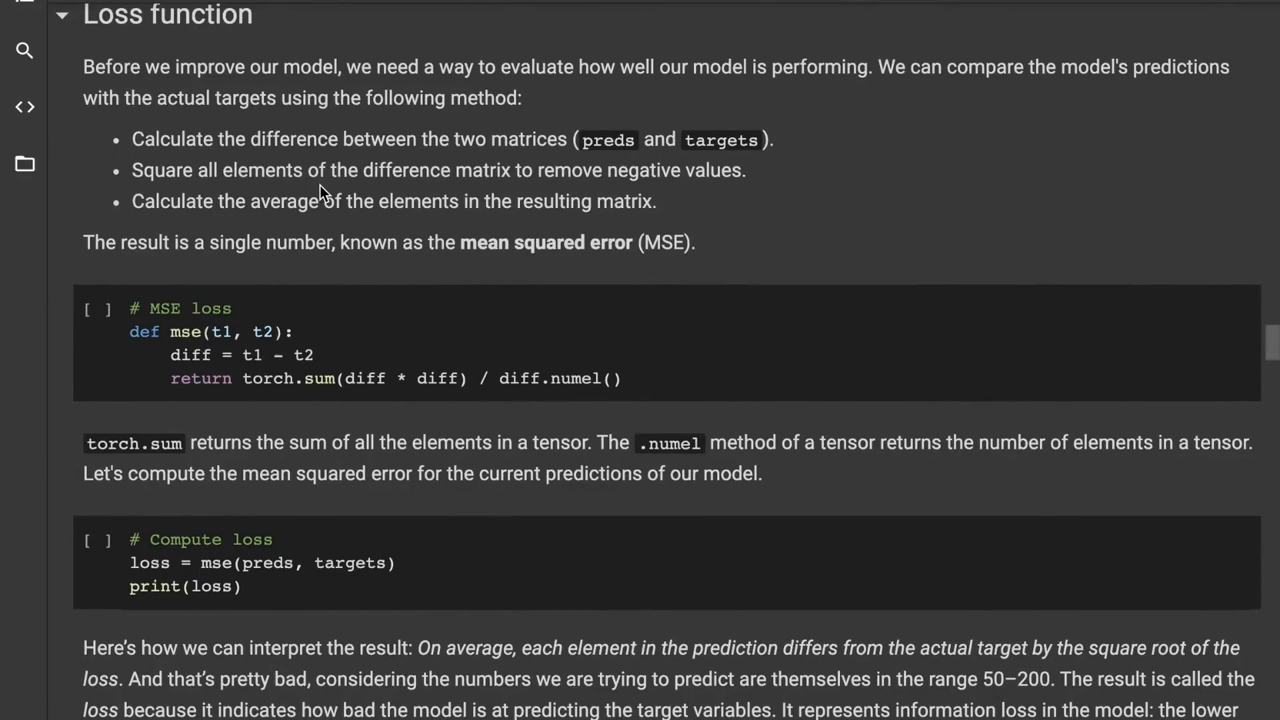 Loss function
Before we improve our model, we need a way to evaluate how well our model is performing. We can compare the model's predictions
with the actual targets using the following method:
• Calculate the difference between the two matrices (preds and targets).
• Square all elements of the difference matrix to remove negative values.
• Calculate the average of the elements in the resulting matrix.
The result is a single number, known as the mean squared error (MSE).
[ ] # MSE loss
def mse(t1, t2):
    diff = t1 - t2
    return torch.sum(diff * diff) / diff.numel()
torch.sum returns the sum of all the elements in a tensor. The .numel method of a tensor returns the number of elements in a tensor.
Let's compute the mean squared error for the current predictions of our model.
[ ] # Compute loss
loss = mse(preds, targets)
print(loss)
Here’s how we can interpret the result: On average, each element in the prediction differs from the actual target by the square root of the
loss. And that’s pretty bad, considering the numbers we are trying to predict are themselves in the range 50–200. The result is called the
loss because it indicates how bad the model is at predicting the target variables. It represents information loss in the model: the lower